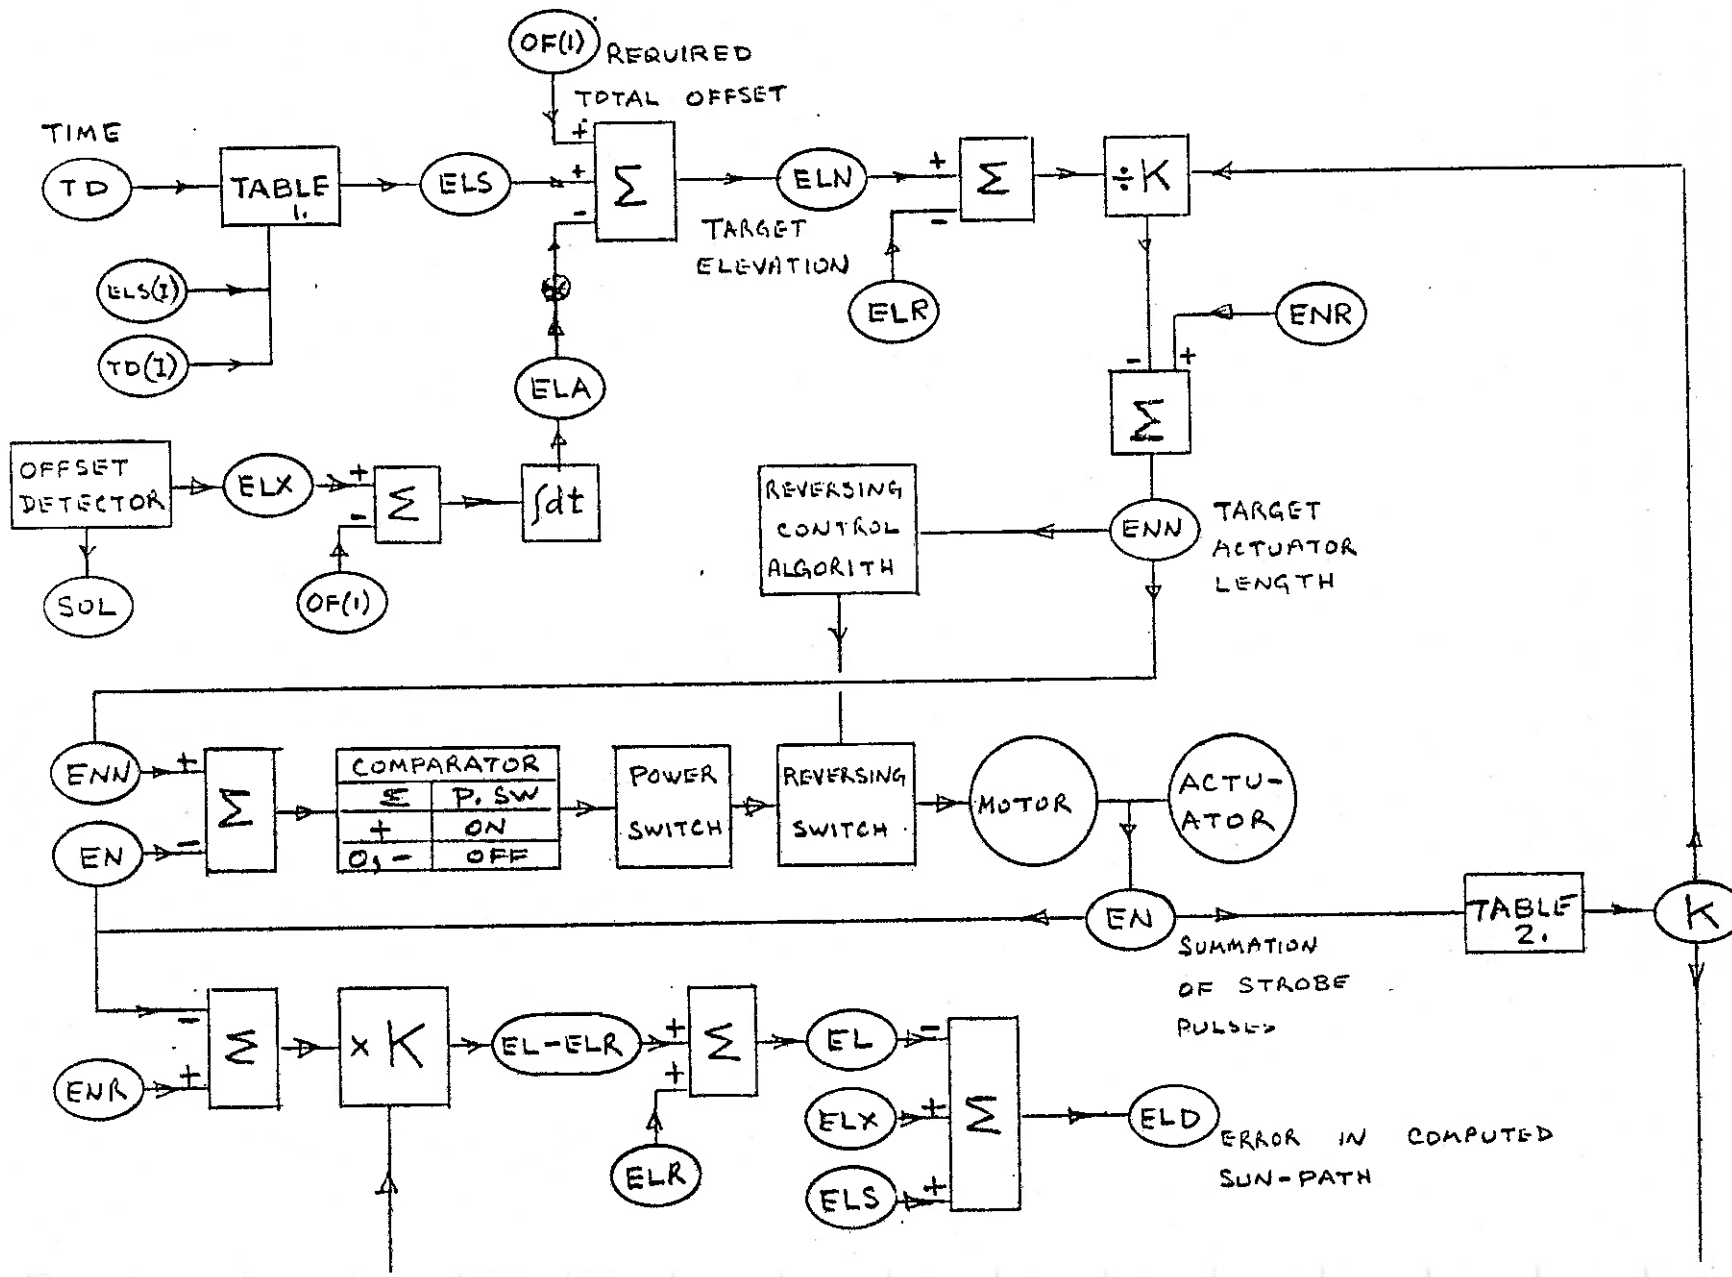 OF(1) REQUIRED
TOTAL OFFSET
TIME
TD
TABLE
1.
ELS
+
+
-
Σ
ELN
TARGET
ELEVATION
+
-
Σ
÷K
ELS(I)
TD(I)
ELR
ENR
- +
Σ
ELA
OFFSET
DETECTOR
ELX
+
-
Σ
∫dt
SOL
OF(1)
REVERSING
CONTROL
ALGORITH
ENN
TARGET
ACTUATOR
LENGTH
ENN
EN
+
-
Σ
COMPARATOR
Σ P. SW
+ ON
0, - OFF
POWER
SWITCH
REVERSING
SWITCH
MOTOR
ACTU-
ATOR
EN
SUMMATION
OF STROBE
PULSES
TABLE
2.
K
ENR
-
+
Σ
× K
EL-ELR
+
+
Σ
ELR
EL
ELX
ELS
-
+
+
Σ
ELD
ERROR IN COMPUTED
SUN-PATH